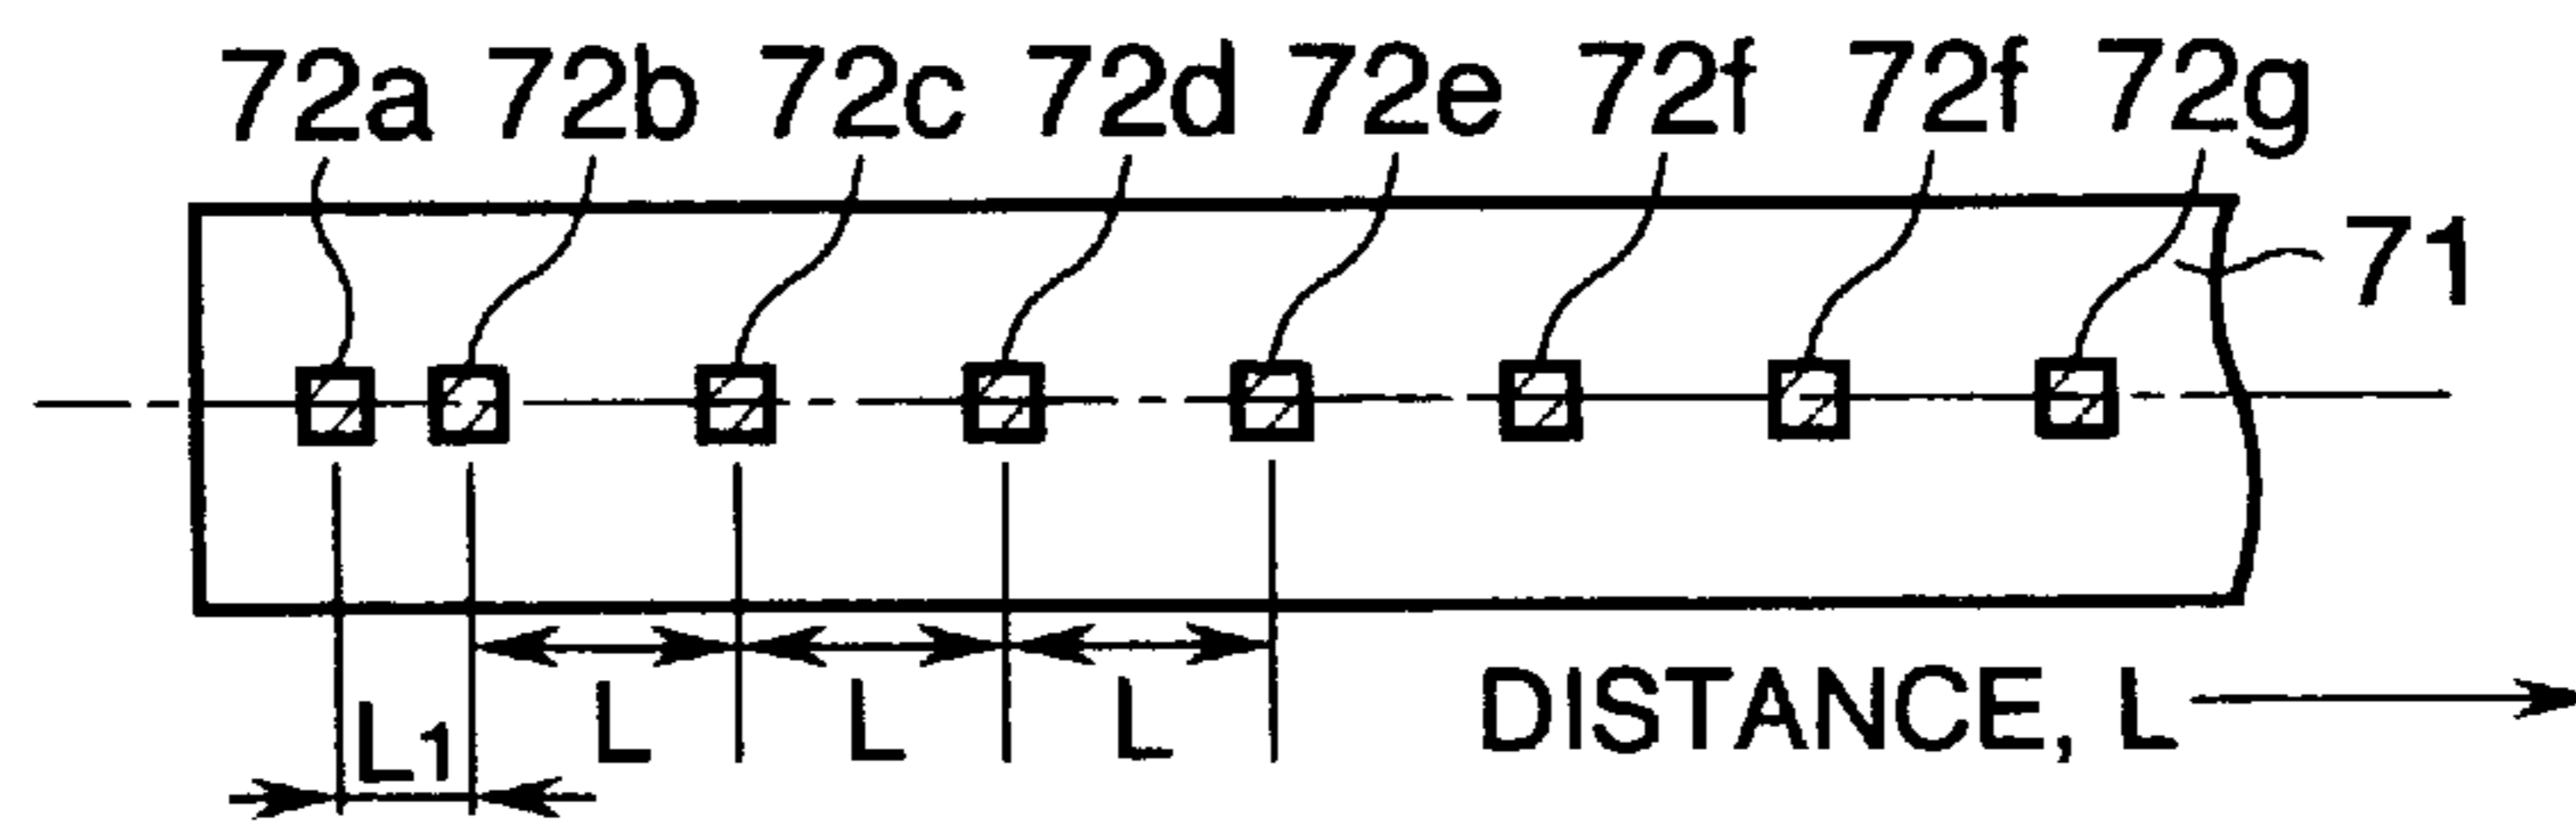 72a 72b 72c 72d 72e 72f 72f 72g
71
L L L DISTANCE, L
L1